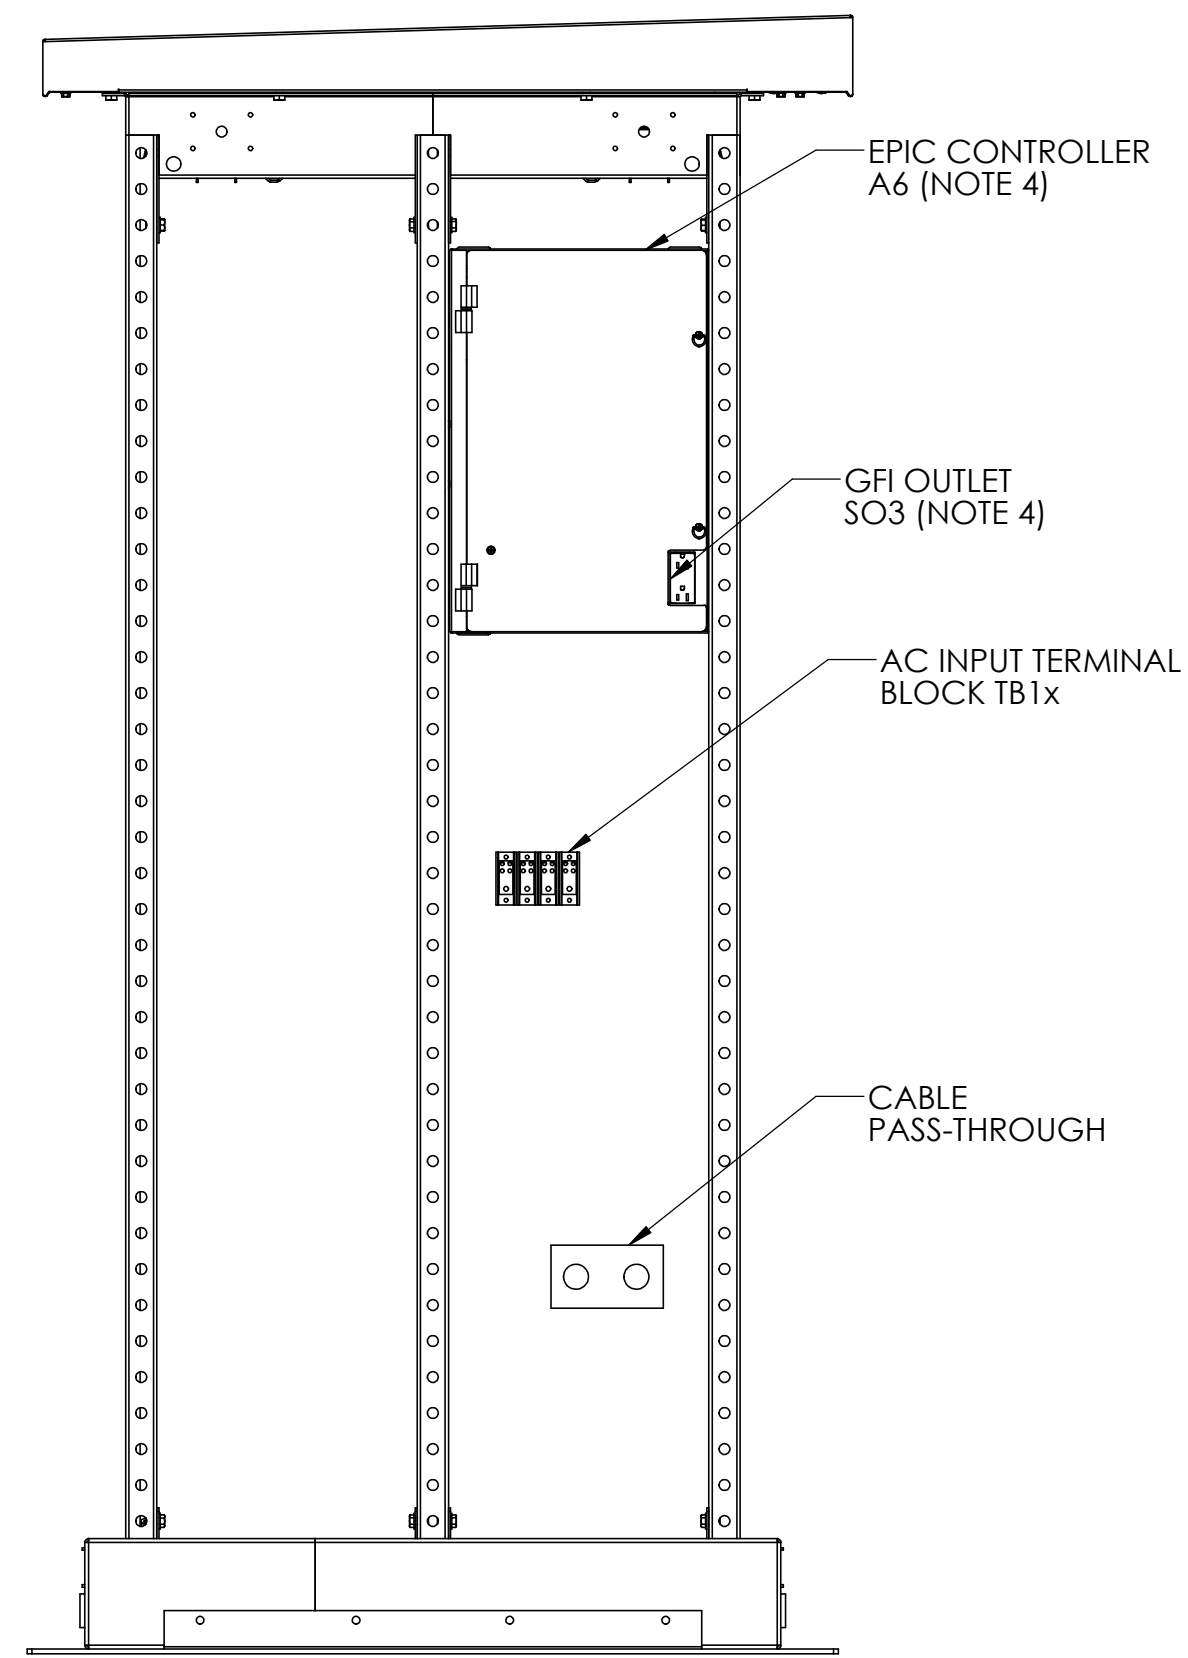 EPIC CONTROLLER
A6 (NOTE 4)
GFI OUTLET
SO3 (NOTE 4)
AC INPUT TERMINAL
BLOCK TB1x
CABLE
PASS-THROUGH